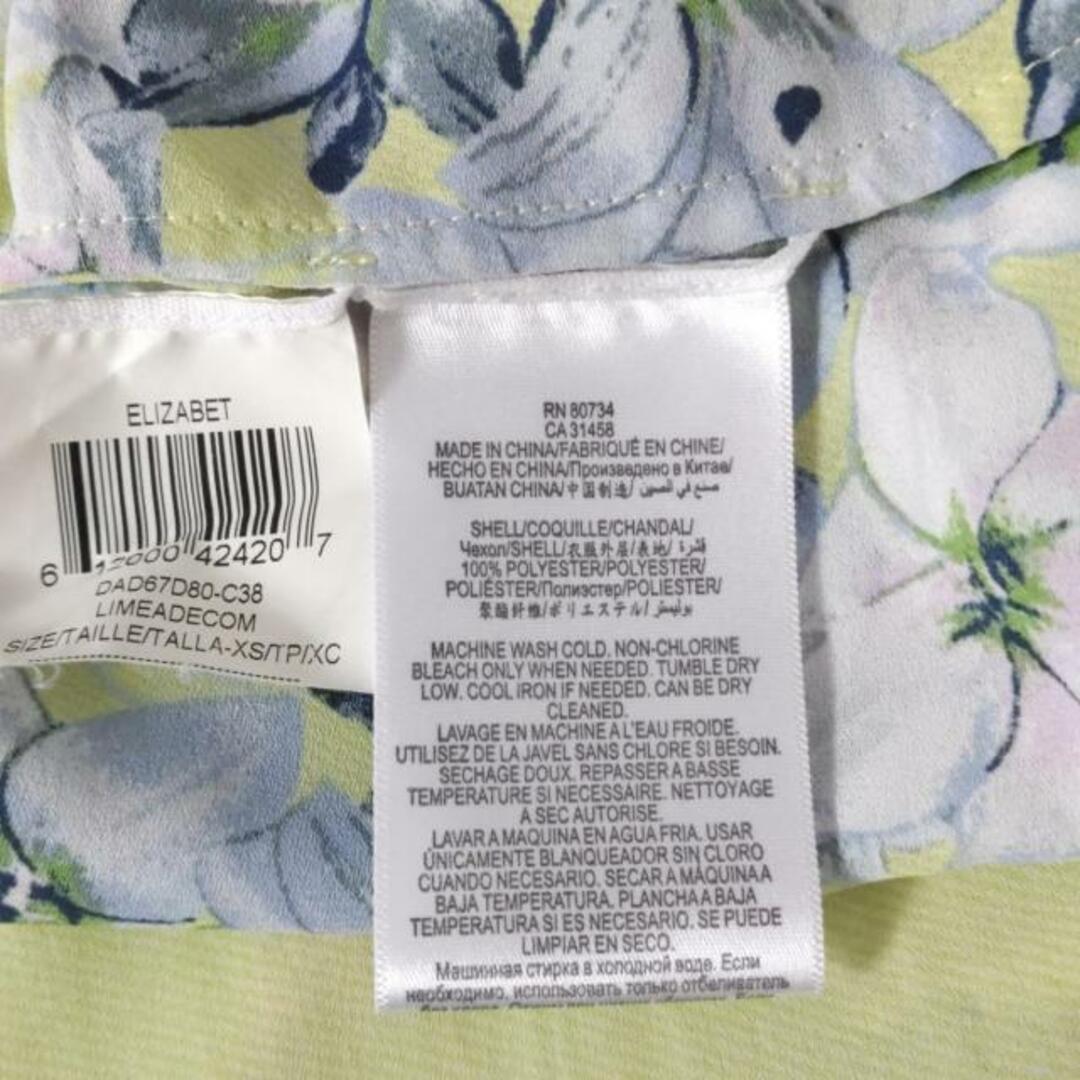 ELIZABET
6 12000 42420 7
DAD67D80-C38
LIMEADECOM
SIZE/TAILLE/TALLA-XS/TP/XC
RN 80734
CA 31458
MADE IN CHINA/FABRIQUÉ EN CHINE/
HECHO EN CHINA/Произведено в Китае/
BUATAN CHINA/中国制造/ صنع في الصين
SHELL/COQUILLE/CHANDAL/
Чехол/SHELL/衣服外层/表地/ قشرة
100% POLYESTER/POLYESTER/
POLIÉSTER/Полиэстер/POLIESTER/
聚酯纤维/ポリエステル/ بوليستر
MACHINE WASH COLD. NON-CHLORINE
BLEACH ONLY WHEN NEEDED. TUMBLE DRY
LOW. COOL IRON IF NEEDED. CAN BE DRY
CLEANED.
LAVAGE EN MACHINE A L'EAU FROIDE.
UTILISEZ DE LA JAVEL SANS CHLORE SI BESOIN.
SECHAGE DOUX. REPASSER A BASSE
TEMPERATURE SI NECESSAIRE. NETTOYAGE
A SEC AUTORISE.
LAVAR A MAQUINA EN AGUA FRIA. USAR
ÚNICAMENTE BLANQUEADOR SIN CLORO
CUANDO NECESARIO. SECAR A MÁQUINA A
BAJA TEMPERATURA. PLANCHA A BAJA
TEMPERATURA SI ES NECESARIO. SE PUEDE
LIMPIAR EN SECO.
Машинная стирка в холодной воде. Если
необходимо, использовать только отбеливатель